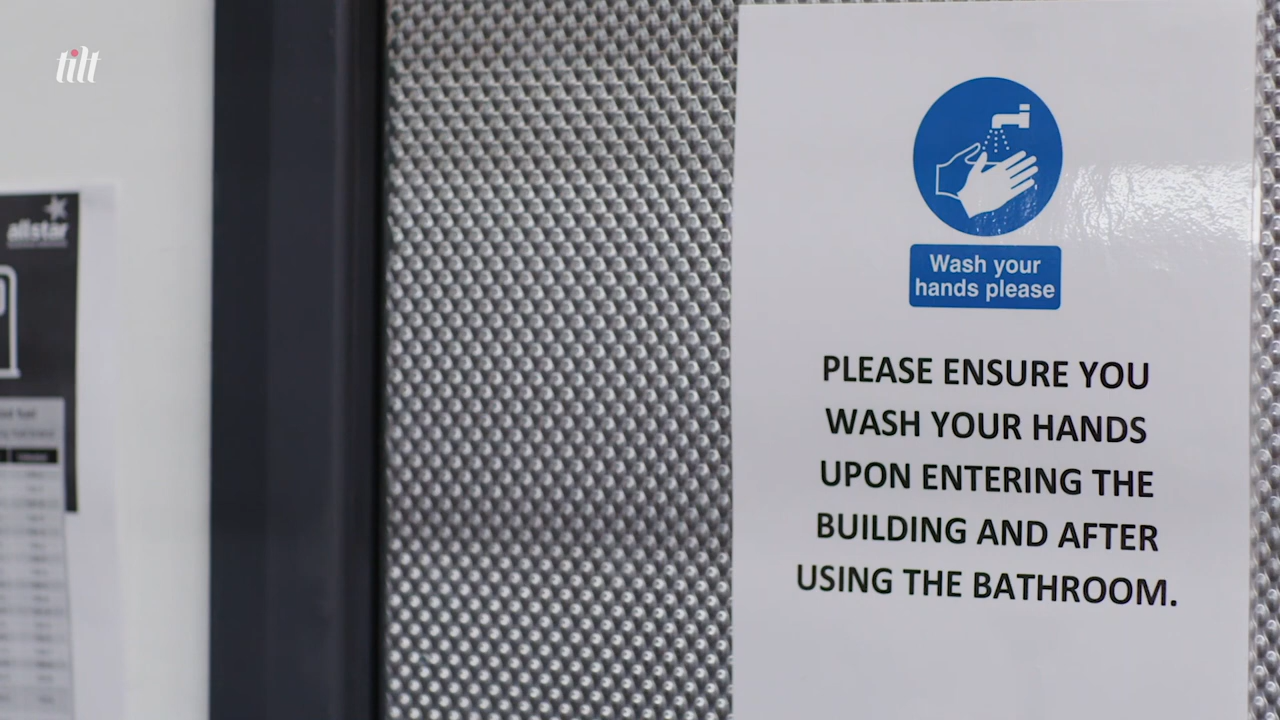 tilt
allstar
Wash your
hands please
PLEASE ENSURE YOU
WASH YOUR HANDS
UPON ENTERING THE
BUILDING AND AFTER
USING THE BATHROOM.